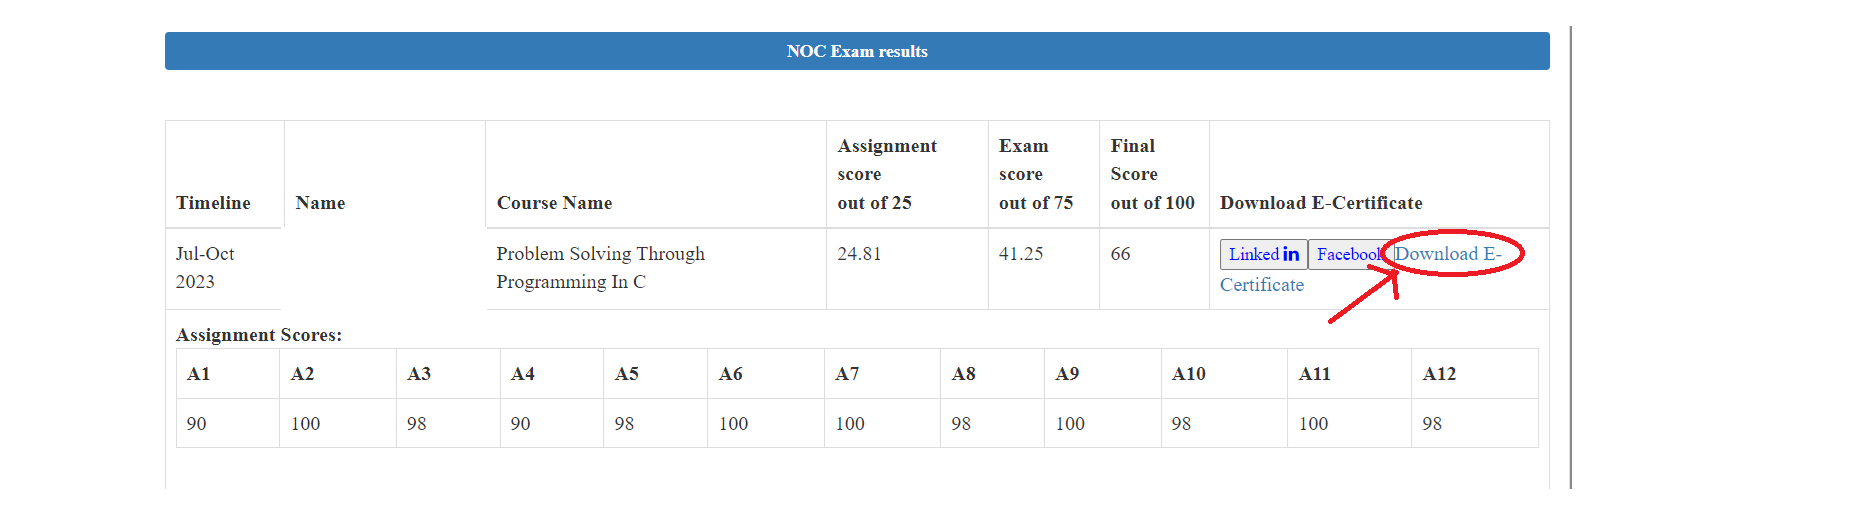 NOC Exam results
Timeline Name Course Name Assignment score out of 25 Exam score out of 75 Final Score out of 100 Download E-Certificate
Jul-Oct 2023 Problem Solving Through Programming In C 24.81 41.25 66 Linked in Facebook Download E-Certificate
Assignment Scores:
A1 A2 A3 A4 A5 A6 A7 A8 A9 A10 A11 A12
90 100 98 90 98 100 100 98 100 98 100 98